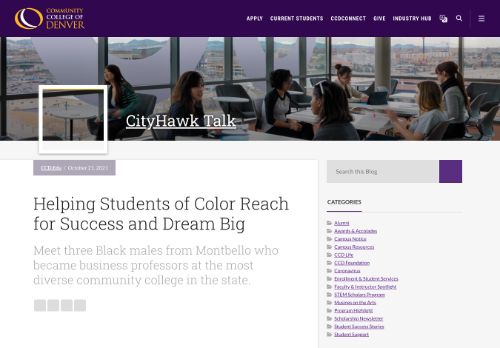 COMMUNITY
COLLEGE OF
DENVER
APPLY CURRENT STUDENTS CCDCONNECT GIVE INDUSTRY HUB
CityHawk Talk
CCD Edu / October 21, 2021
Helping Students of Color Reach
for Success and Dream Big
Meet three Black males from Montbello who
became business professors at the most
diverse community college in the state.
Search this Blog
CATEGORIES
Alumni
Awards & Accolades
Campus Notice
Campus Resources
CCD Life
CCD Foundation
Coronavirus
Enrollment & Student Services
Faculty & Instructor Spotlight
STEM Scholars Program
Musings on the Arts
Program Highlight
Scholarship Newsletter
Student Success Stories
Student Support